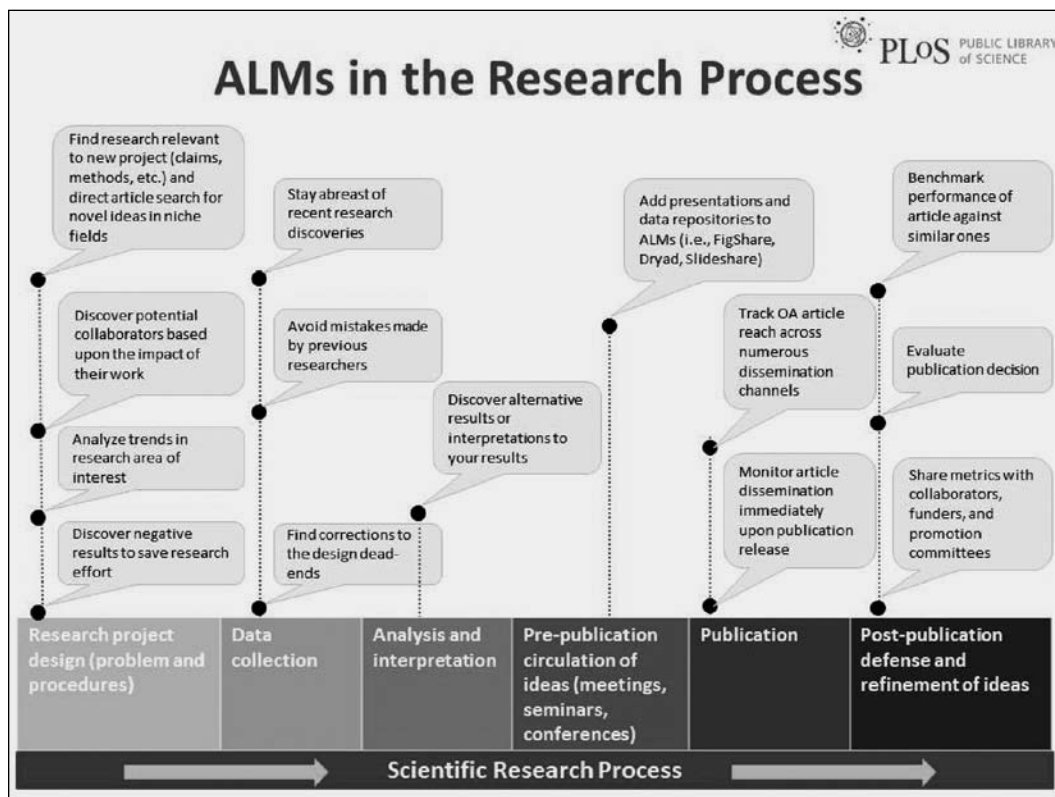 PLoS
PUBLIC LIBRARY
of SCIENCE
ALMs in the Research Process
Find research relevant
to new project (claims,
methods, etc.) and
direct article search for
novel ideas in niche
fields
Discover potential
collaborators based
upon the impact of
their work
Analyze trends in
research area of
interest
Discover negative
results to save research
effort
Stay abreast of
recent research
discoveries
Avoid mistakes made
by previous
researchers
Find corrections to
the design dead-
ends
Discover alternative
results or
interpretations to
your results
Add presentations and
data repositories to
ALMs (i.e., FigShare,
Dryad, Slideshare)
Track OA article
reach across
numerous
dissemination
channels
Monitor article
dissemination
immediately
upon publication
release
Benchmark
performance of
article against
similar ones
Evaluate
publication decision
Share metrics with
collaborators,
funders, and
promotion
committees
Research project
design (problem and
procedures)
Data
collection
Analysis and
interpretation
Pre-publication
circulation of
ideas (meetings,
seminars,
conferences)
Publication
Post-publication
defense and
refinement of ideas
Scientific Research Process